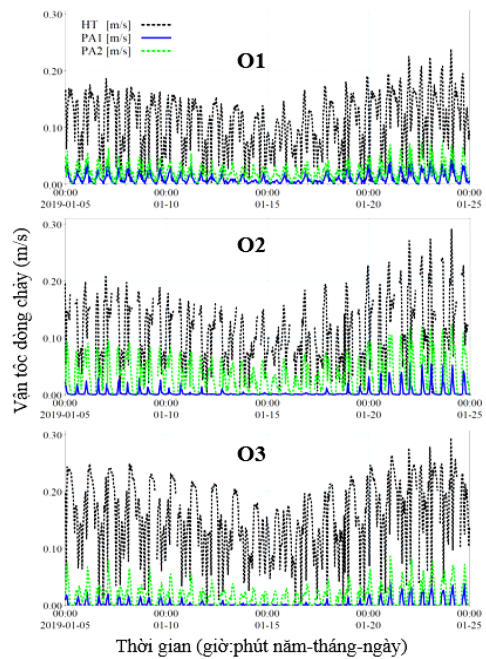 HT [m/s]
PA1 [m/s]
PA2 [m/s]
O1
0.30
0.20
0.10
0.00
00:00 00:00 00:00 00:00 00:00
2019-01-05 01-10 01-15 01-20 01-25
O2
0.30
0.20
0.10
0.00
00:00 00:00 00:00 00:00 00:00
2019-01-05 01-10 01-15 01-20 01-25
O3
0.30
0.20
0.10
0.00
00:00 00:00 00:00 00:00 00:00
2019-01-05 01-10 01-15 01-20 01-25
Vận tốc dòng chảy (m/s)
Thời gian (giờ:phút năm-tháng-ngày)